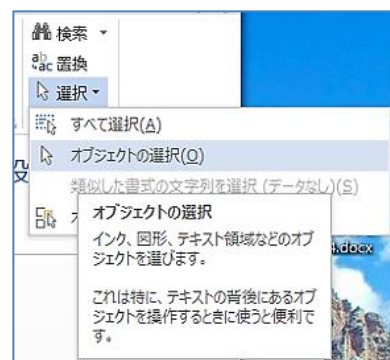 検索
ab
ac 置換
選択
すべて選択(A)
オブジェクトの選択(O)
類似した書式の文字列を選択 (データなし)(S)
オブジェクトの選択
インク、図形、テキスト領域などのオブ
ジェクトを選びます。
これは特に、テキストの背後にあるオブ
ジェクトを操作するときに使うと便利で
す。
4.docx